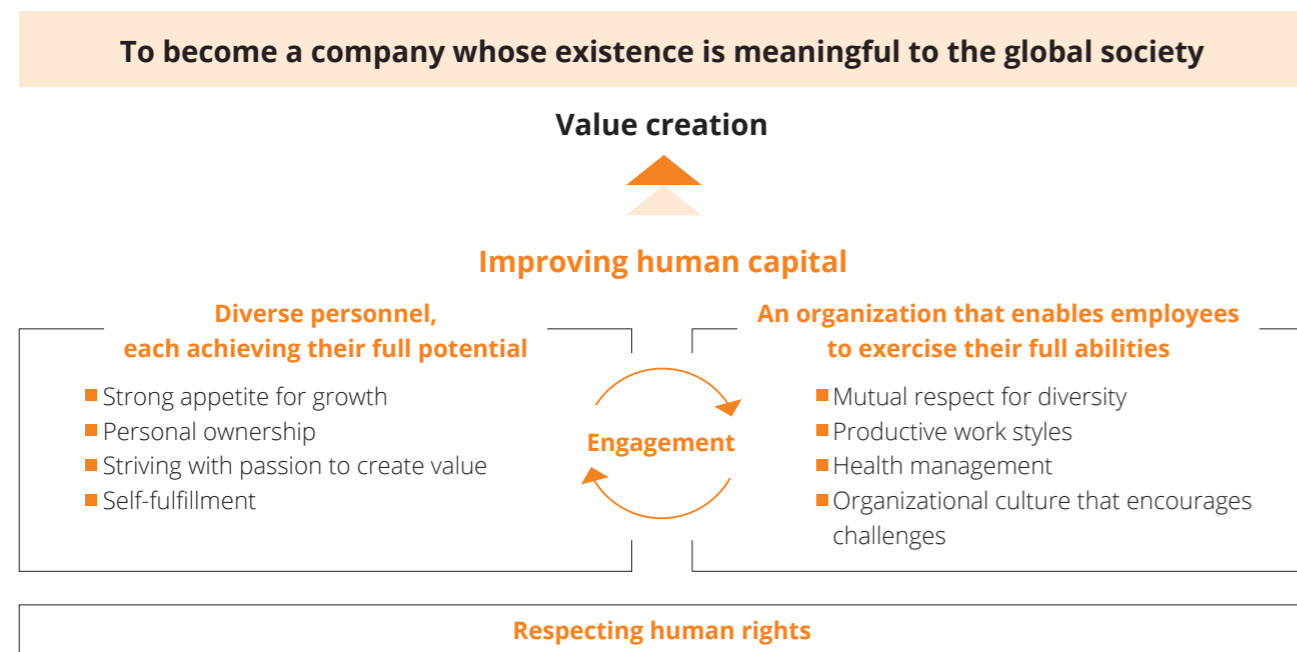 To become a company whose existence is meaningful to the global society
Value creation
Improving human capital
Diverse personnel,
each achieving their full potential
■ Strong appetite for growth
■ Personal ownership
■ Striving with passion to create value
■ Self-fulfillment
Engagement
An organization that enables employees
to exercise their full abilities
■ Mutual respect for diversity
■ Productive work styles
■ Health management
■ Organizational culture that encourages
challenges
Respecting human rights